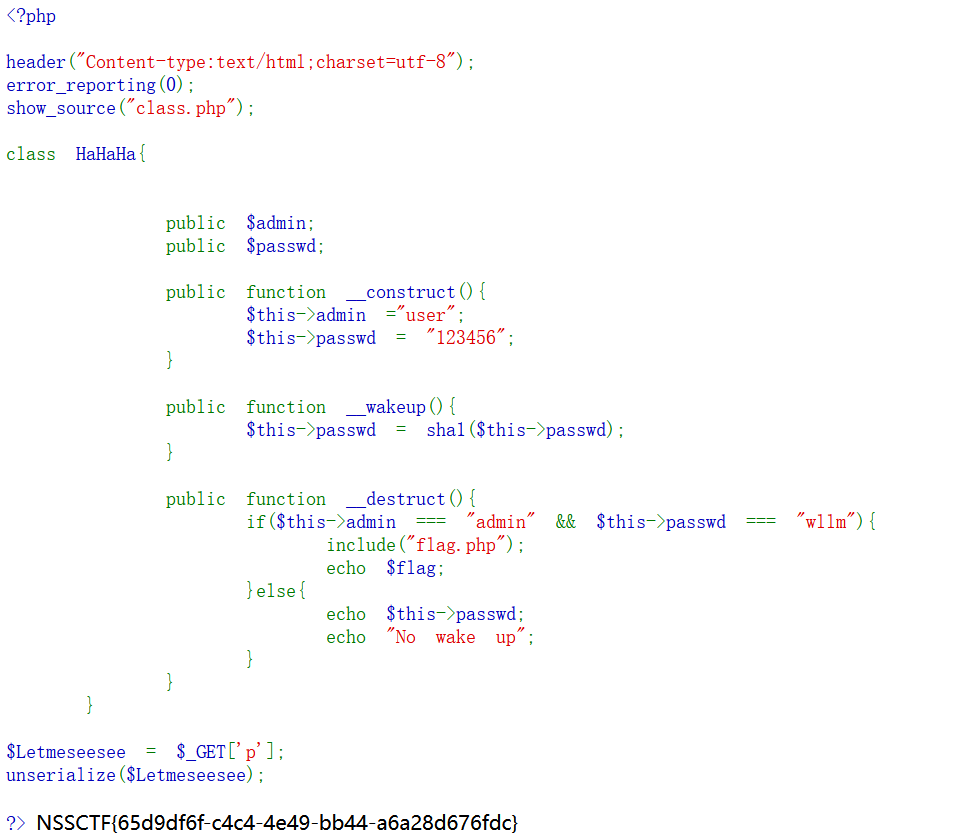 <?php
header("Content-type:text/html;charset=utf-8");
error_reporting(0);
show_source("class.php");
class HaHaHa{
public $admin;
public $passwd;
public function __construct(){
$this->admin ="user";
$this->passwd = "123456";
}
public function __wakeup(){
$this->passwd = sha1($this->passwd);
}
public function __destruct(){
if($this->admin === "admin" && $this->passwd === "wllm"){
include("flag.php");
echo $flag;
}else{
echo $this->passwd;
echo "No wake up";
}
}
}
$Letmeseesee = $_GET['p'];
unserialize($Letmeseesee);
?> NSSCTF{65d9df6f-c4c4-4e49-bb44-a6a28d676fdc}